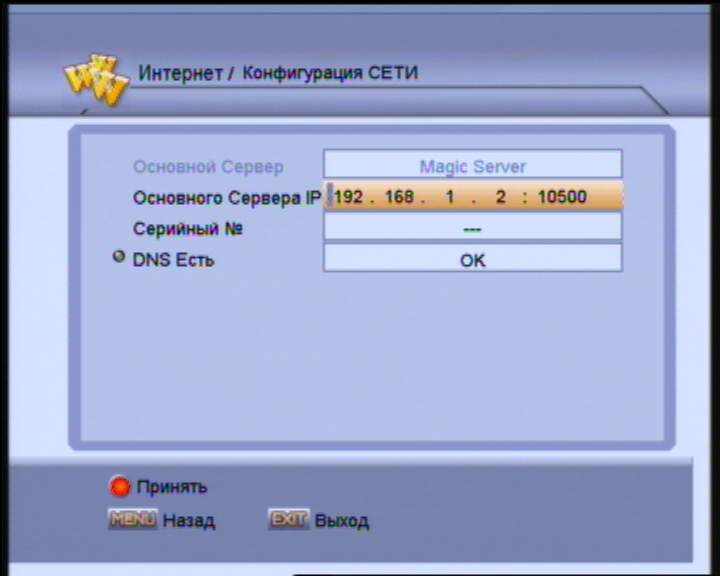 WWW
Интернет / Конфигурация СЕТИ
Основной Сервер Magic Server
Основного Сервера IP 192 . 168 . 1 . 2 : 10500
Серийный № ---
DNS Есть OK
Принять
MENU Назад EXIT Выход